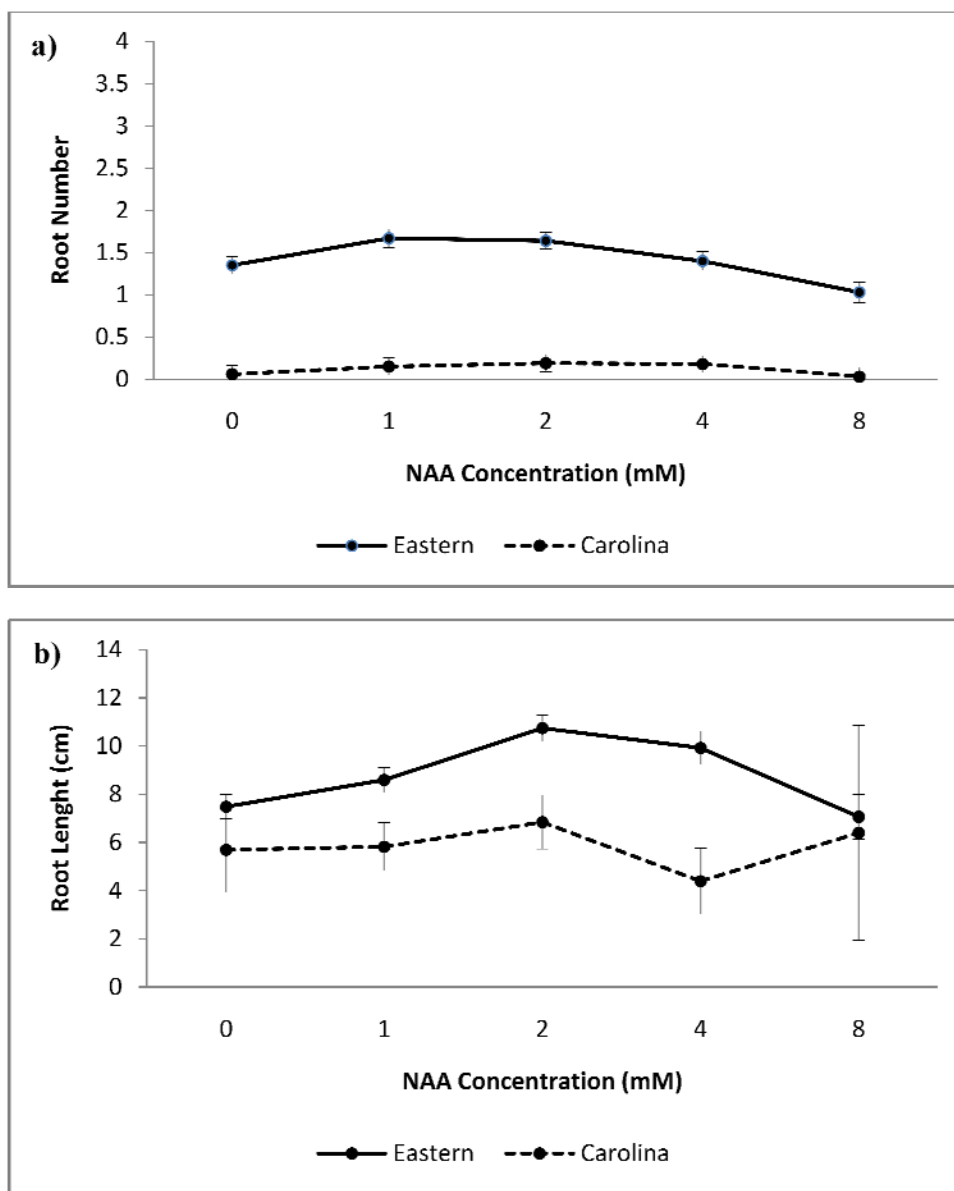 a)
4
3.5
3
2.5
2
1.5
1
0.5
0
Root Number
0 1 2 4 8
NAA Concentration (mM)
Eastern Carolina
b)
14
12
10
8
6
4
2
0
Root Lenght (cm)
0 1 2 4 8
NAA Concentration (mM)
Eastern Carolina